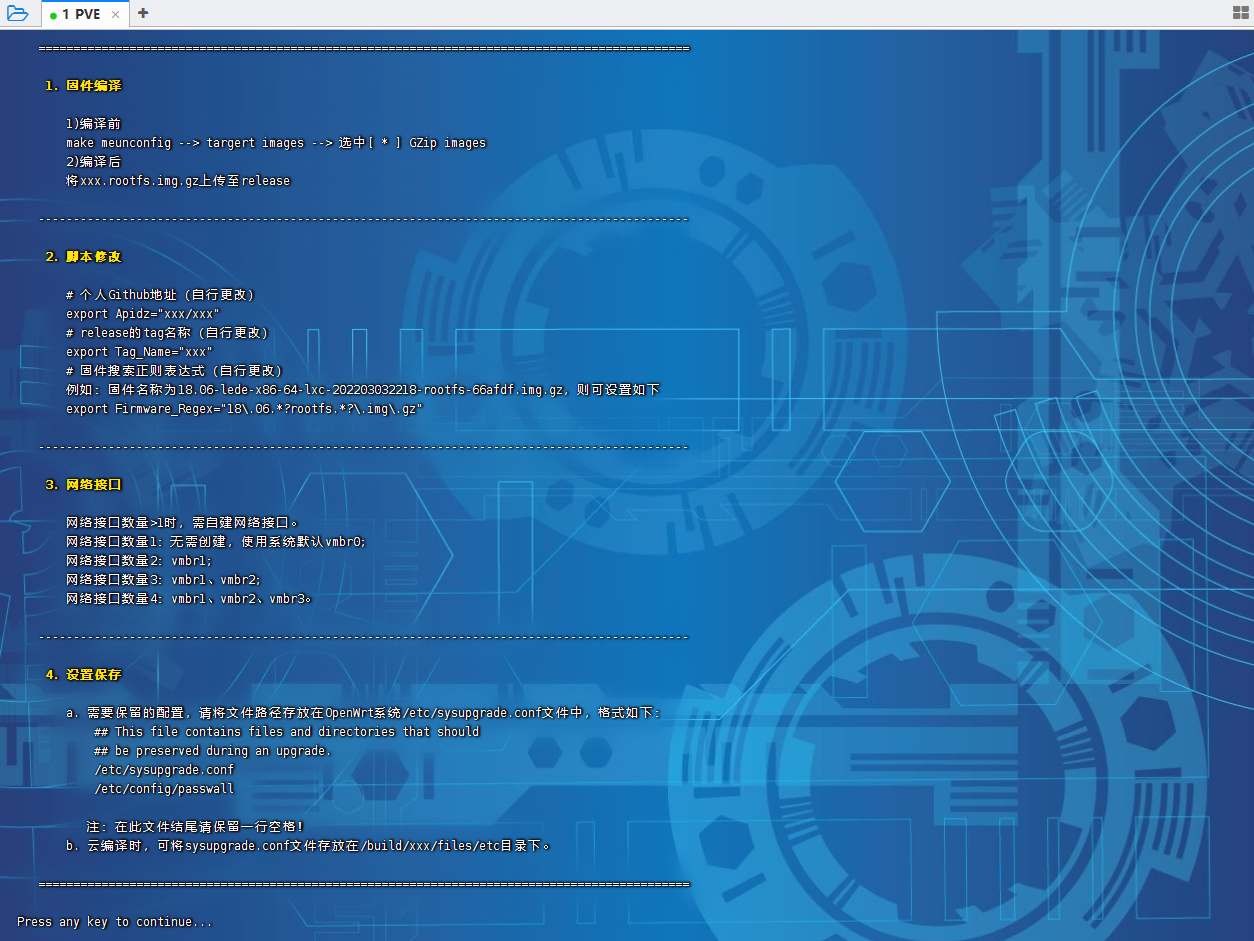 1 PVE × +
================================================================================
1. 固件编译
1)编译前
make meunconfig --> targert images --> 选中[ * ] GZip images
2)编译后
将xxx.rootfs.img.gz上传至release
--------------------------------------------------------------------------------
2. 脚本修改
# 个人Github地址（自行更改）
export Apidz="xxx/xxx"
# release的tag名称（自行更改）
export Tag_Name="xxx"
# 固件搜索正则表达式（自行更改）
例如：固件名称为18.06-lede-x86-64-lxc-202203032218-rootfs-66afdf.img.gz，则可设置如下
export Firmware_Regex="18\.06.*?rootfs.*?\.img\.gz"
--------------------------------------------------------------------------------
3. 网络接口
网络接口数量>1时，需自建网络接口。
网络接口数量1：无需创建，使用系统默认vmbr0;
网络接口数量2：vmbr1;
网络接口数量3：vmbr1、vmbr2;
网络接口数量4：vmbr1、vmbr2、vmbr3。
--------------------------------------------------------------------------------
4. 设置保存
a. 需要保留的配置，请将文件路径存放在OpenWrt系统/etc/sysupgrade.conf文件中，格式如下：
## This file contains files and directories that should
## be preserved during an upgrade.
/etc/sysupgrade.conf
/etc/config/passwall
注：在此文件结尾请保留一行空格！
b. 云编译时，可将sysupgrade.conf文件存放在/build/xxx/files/etc目录下。
================================================================================
Press any key to continue...